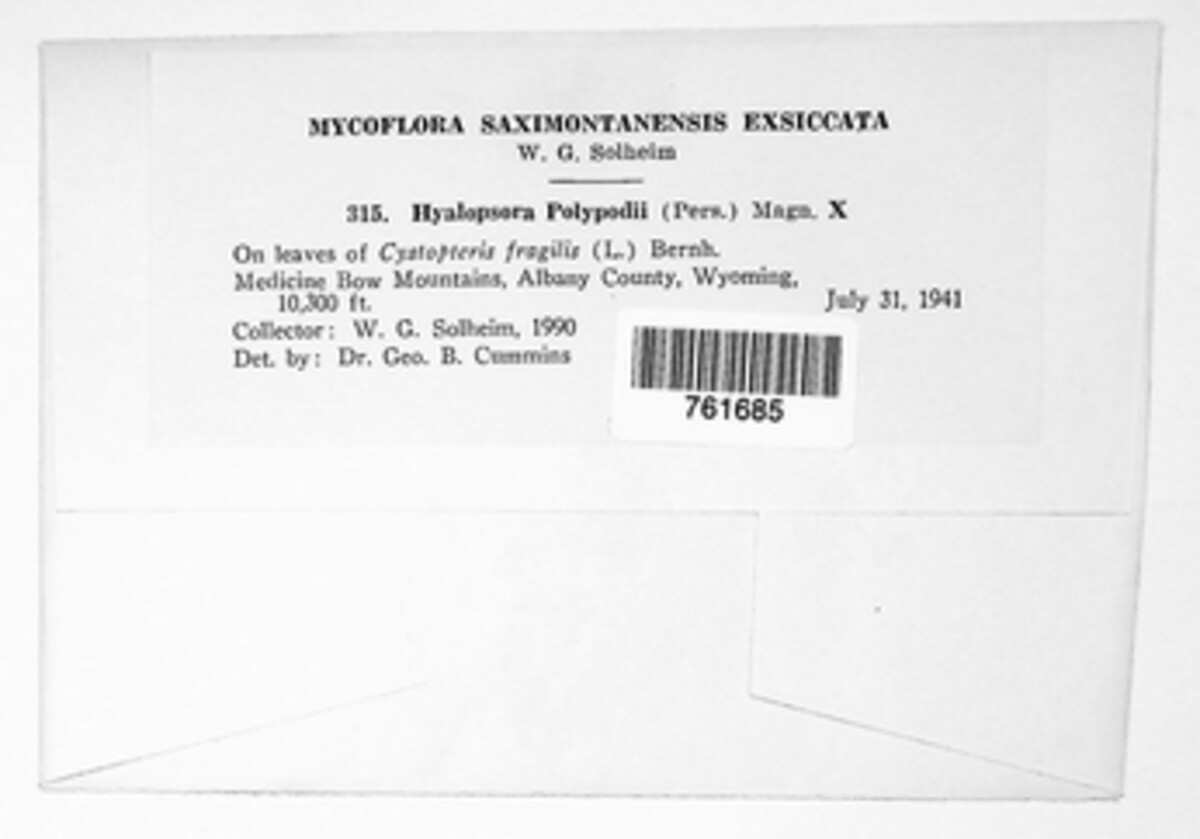 MYCOFLORA SAXIMONTANENSIS EXSICCATA
W. G. Solheim
315. Hyalopsora Polypodii (Pers.) Magn. X
On leaves of Cystopteris fragilis (L.) Bernh.
Medicine Bow Mountains, Albany County, Wyoming,
10,300 ft. July 31, 1941
Collector: W. G. Solheim, 1990
Det. by: Dr. Geo. B. Cummins
761685